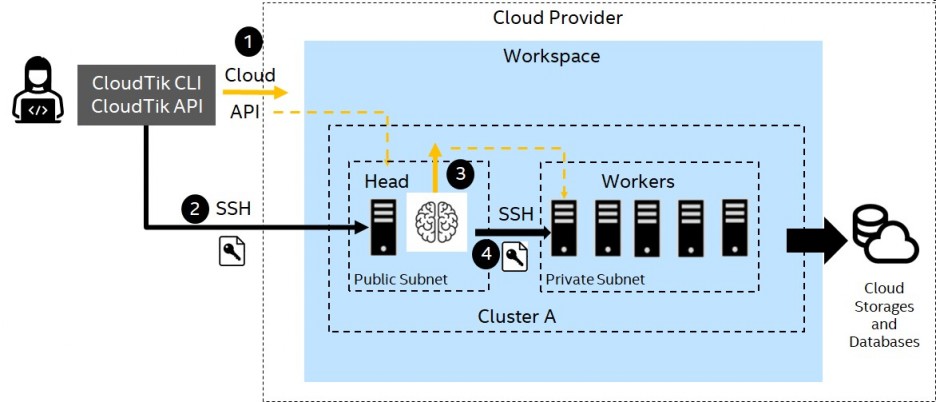 Cloud Provider
1
Workspace
CloudTik CLI
CloudTik API
Cloud
API
Head
3
Workers
</>
2 SSH
SSH
4
Public Subnet
Private Subnet
Cluster A
Cloud
Storages
and
Databases